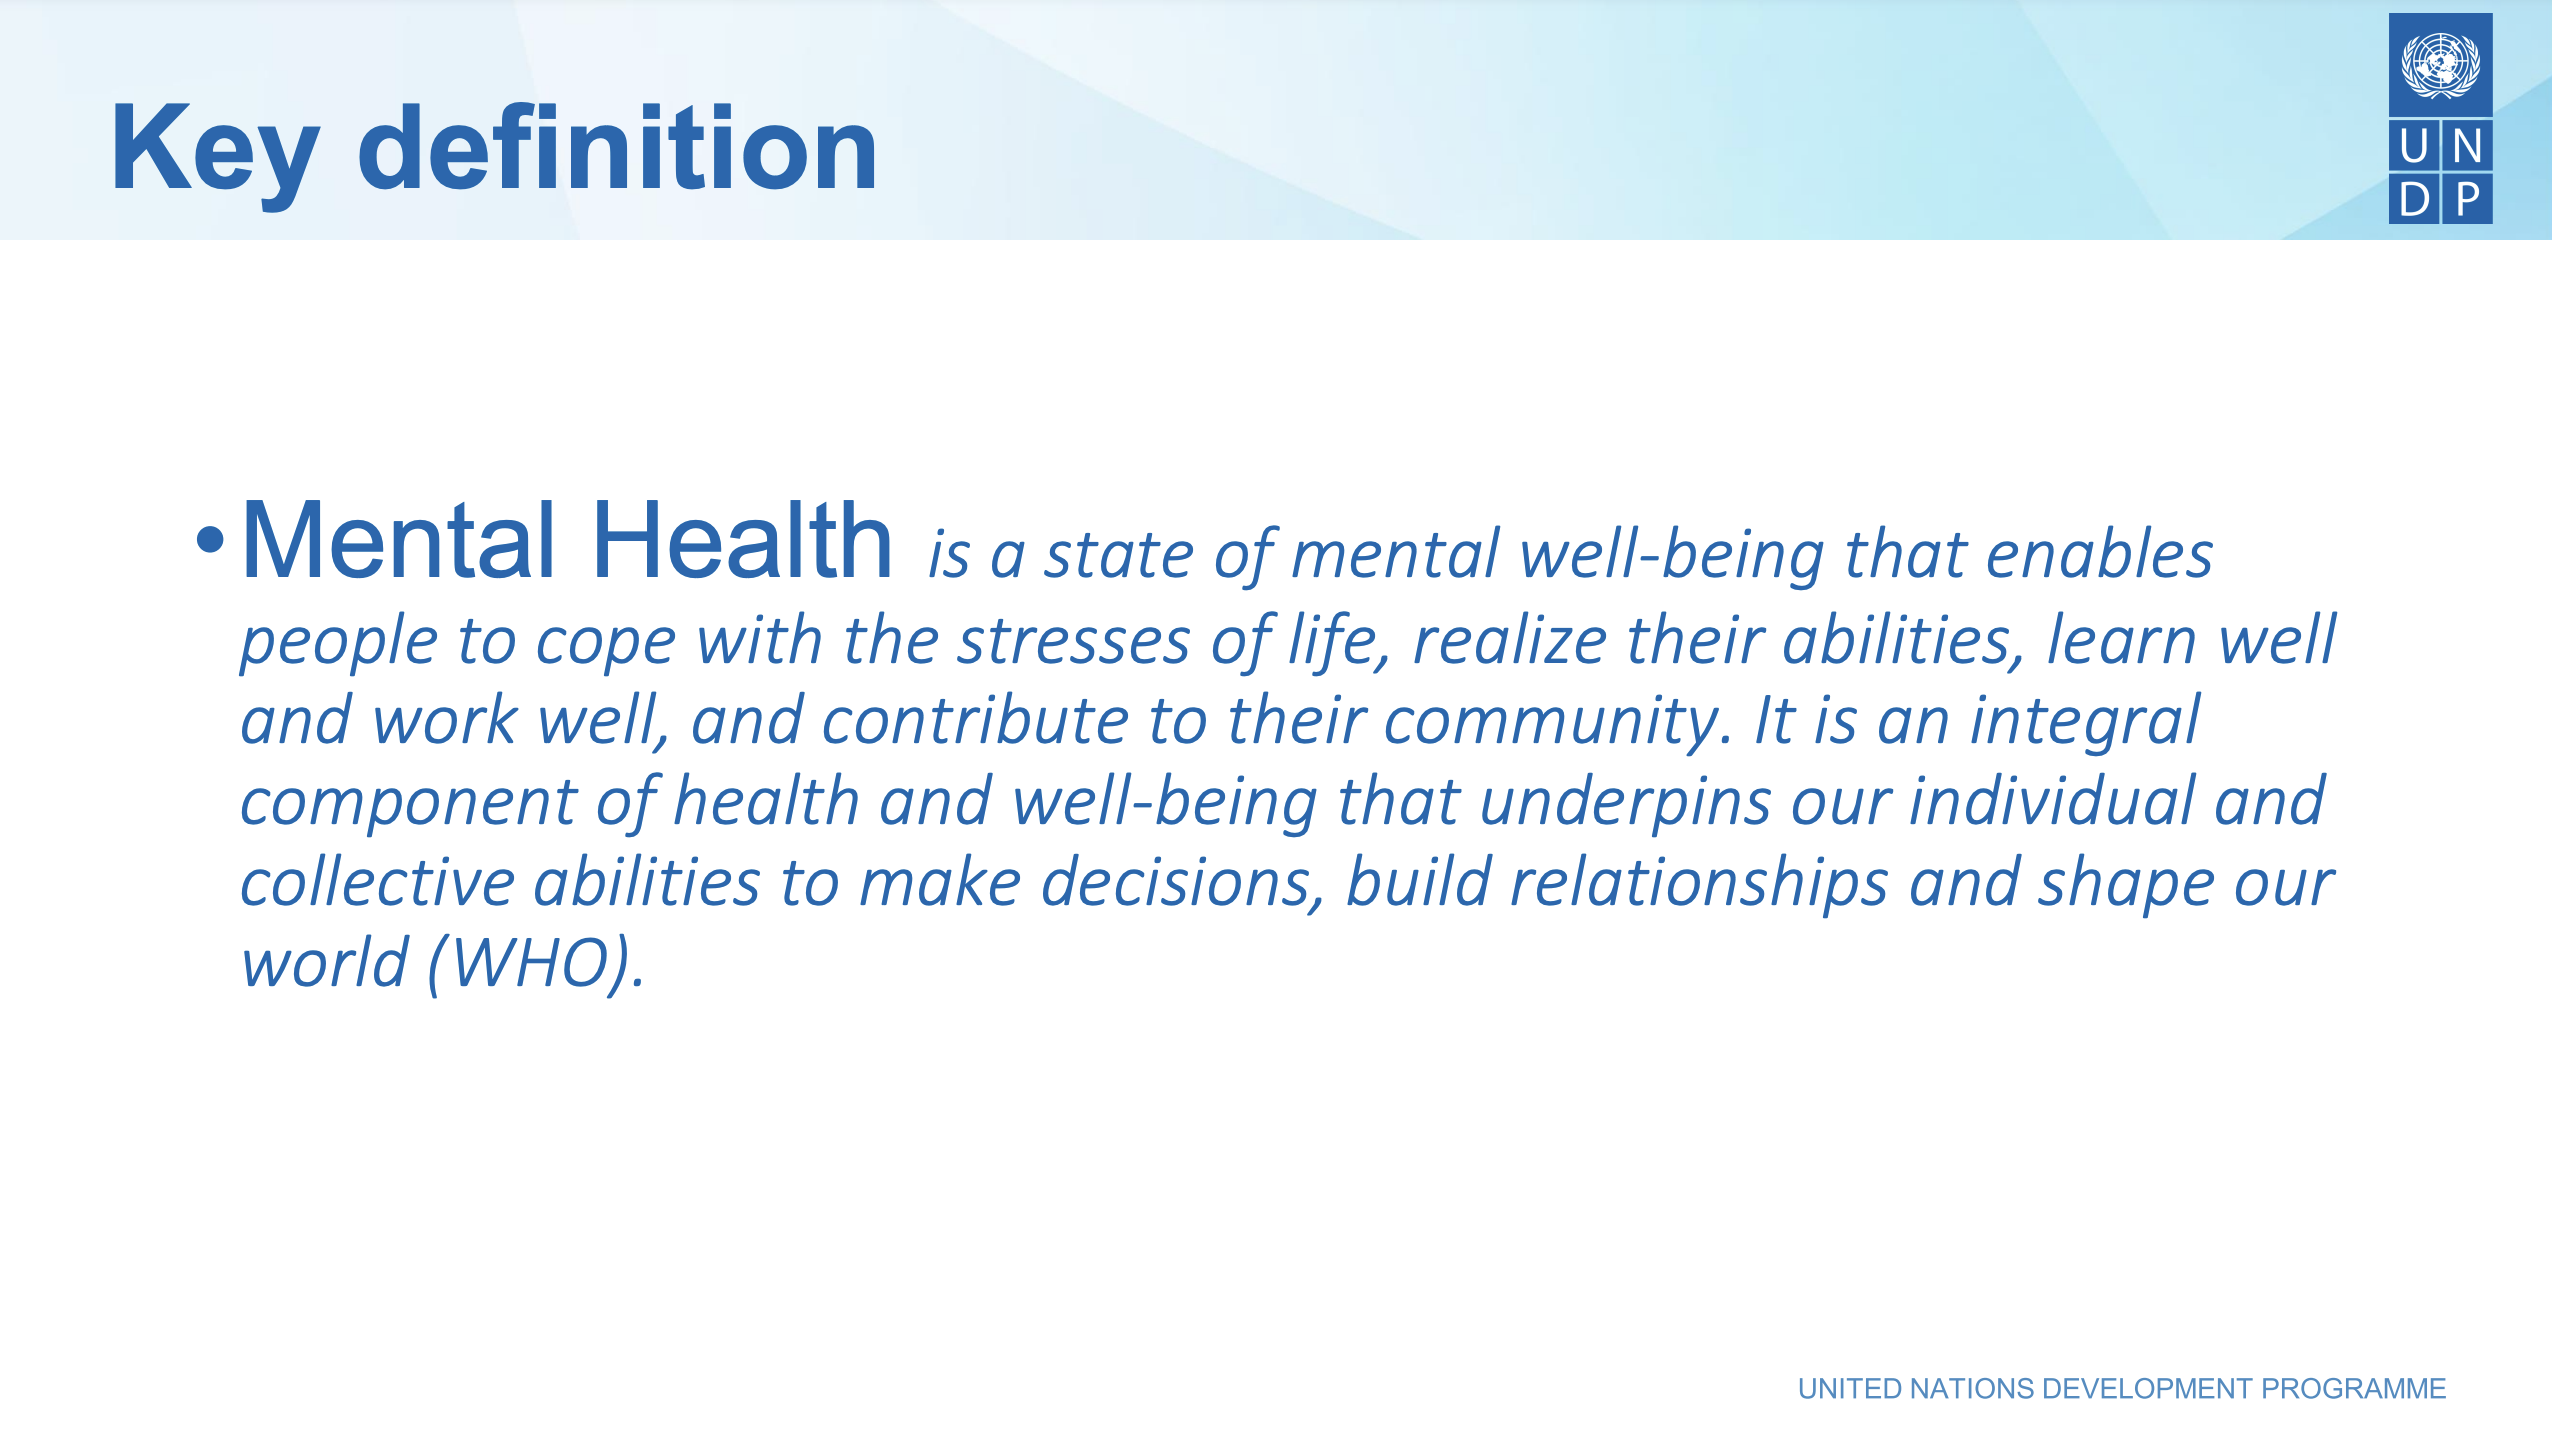 Key definition
UN
DP
•Mental Health is a state of mental well-being that enables
people to cope with the stresses of life, realize their abilities, learn well
and work well, and contribute to their community. It is an integral
component of health and well-being that underpins our individual and
collective abilities to make decisions, build relationships and shape our
world (WHO).
UNITED NATIONS DEVELOPMENT PROGRAMME